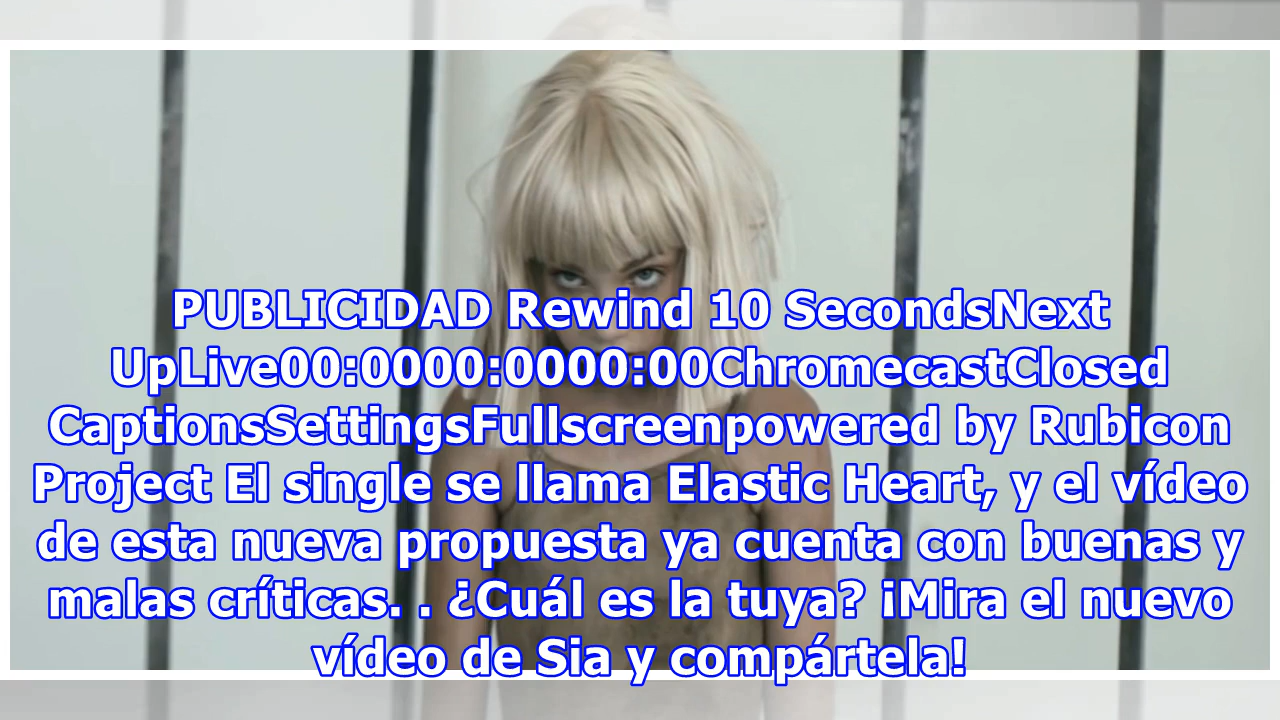 PUBLICIDAD Rewind 10 SecondsNext
UpLive00:0000:0000:00ChromecastClosed
CaptionsSettingsFullscreenpowered by Rubicon
Project El single se llama Elastic Heart, y el vídeo
de esta nueva propuesta ya cuenta con buenas y
malas críticas. . ¿Cuál es la tuya? ¡Mira el nuevo
vídeo de Sia y compártela!